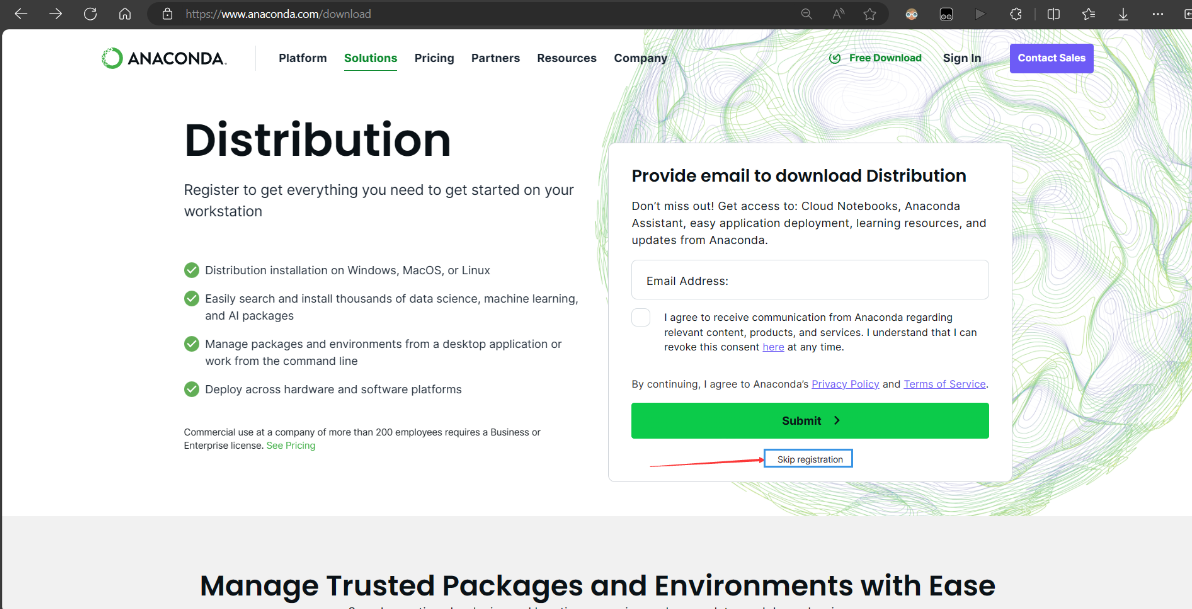 https://www.anaconda.com/download
ANACONDA.
Platform Solutions Pricing Partners Resources Company Free Download Sign In Contact Sales
Distribution
Register to get everything you need to get started on your
workstation
Distribution installation on Windows, MacOS, or Linux
Easily search and install thousands of data science, machine learning,
and AI packages
Manage packages and environments from a desktop application or
work from the command line
Deploy across hardware and software platforms
Commercial use at a company of more than 200 employees requires a Business or
Enterprise license. See Pricing
Provide email to download Distribution
Don’t miss out! Get access to: Cloud Notebooks, Anaconda
Assistant, easy application deployment, learning resources, and
updates from Anaconda.
Email Address:
I agree to receive communication from Anaconda regarding
relevant content, products, and services. I understand that I can
revoke this consent here at any time.
By continuing, I agree to Anaconda’s Privacy Policy and Terms of Service.
Submit
Skip registration
Manage Trusted Packages and Environments with Ease